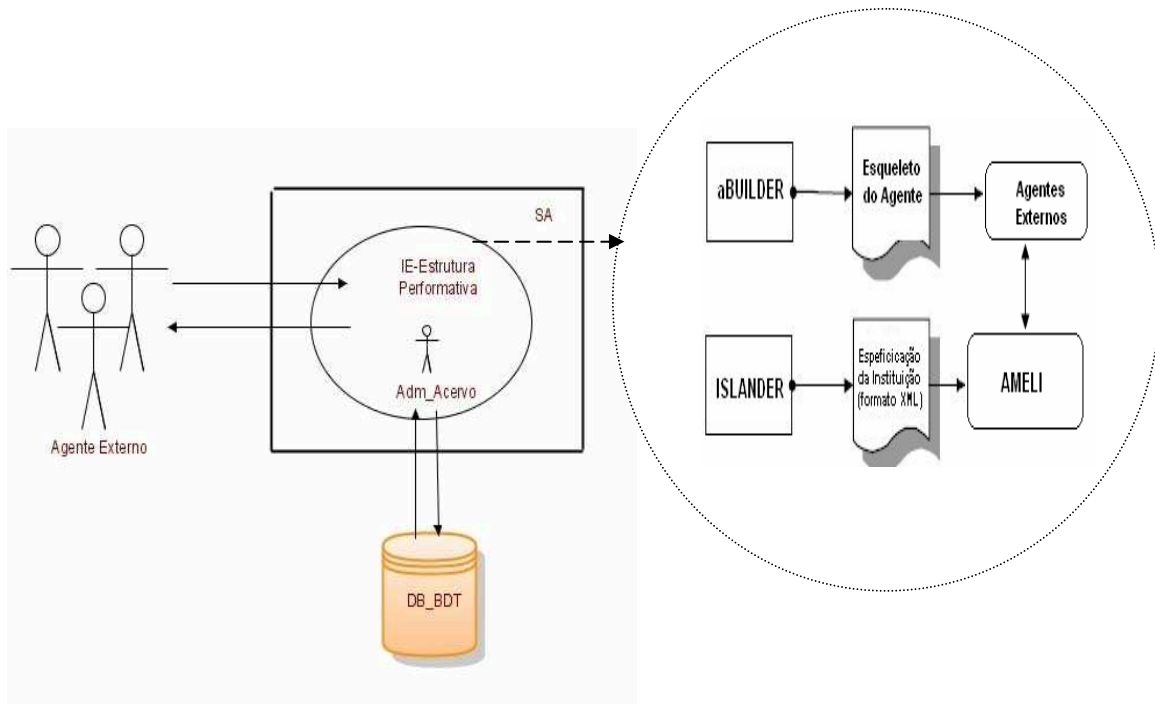 SA
IE-Estrutura
Performativa
Adm_Acervo
Agente Externo
DB_BDT
aBUILDER
Esqueleto
do Agente
Agentes
Externos
ISLANDER
Espeficicação
da Instituição
(formato XML)
AMELI